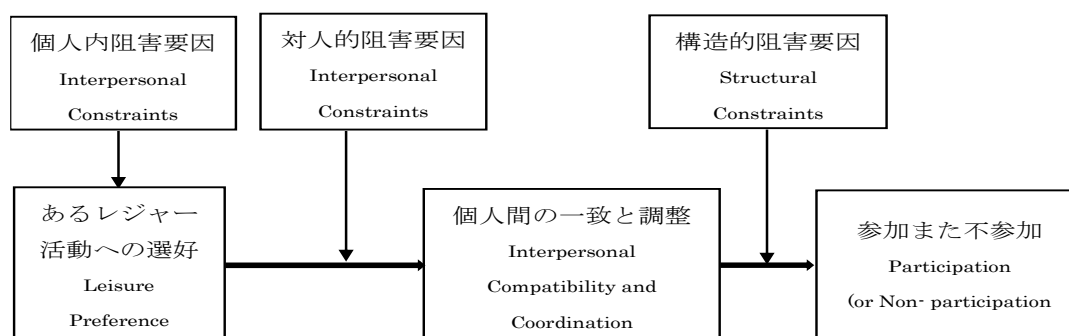 個人内阻害要因
Interpersonal
Constraints
対人的阻害要因
Interpersonal
Constraints
構造的阻害要因
Structural
Constraints
あるレジャー
活動への選好
Leisure
Preference
個人間の一致と調整
Interpersonal
Compatibility and
Coordination
参加また不参加
Participation
(or Non- participation